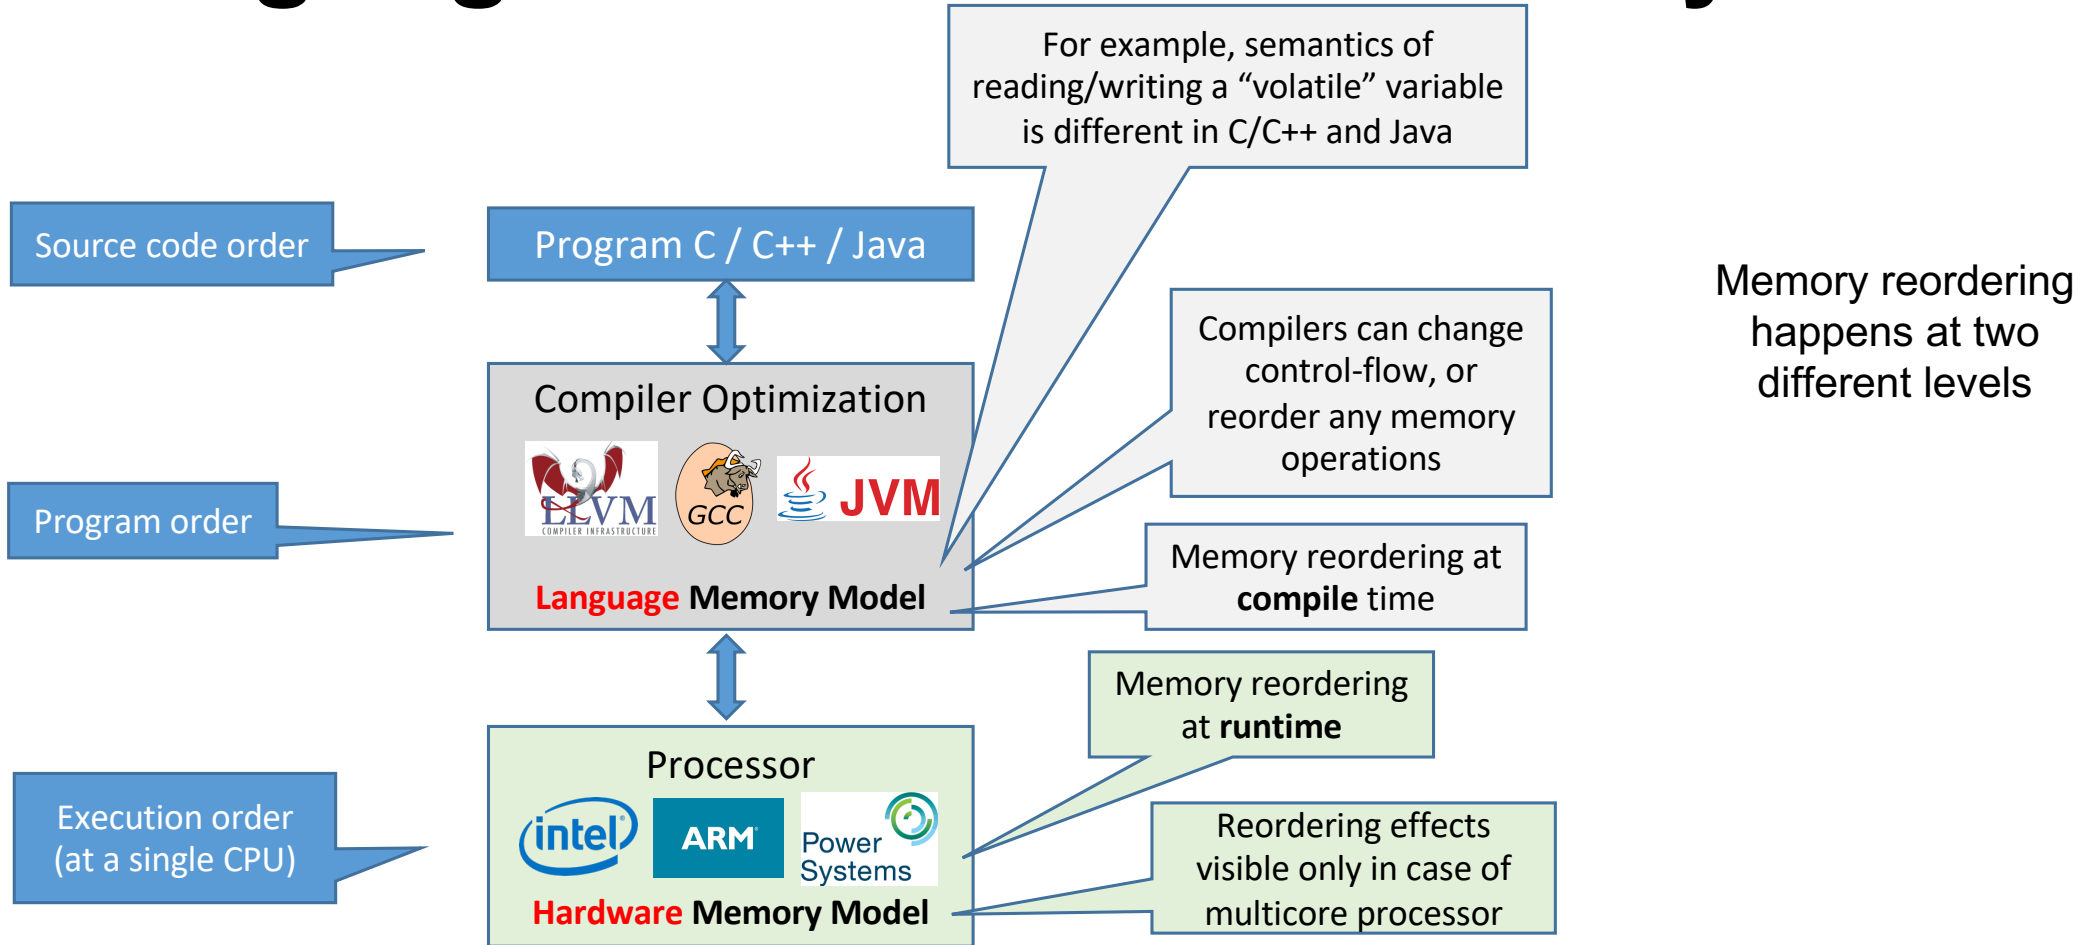 For example, semantics of
reading/writing a “volatile” variable
is different in C/C++ and Java
Source code order
Program C / C++ / Java
Memory reordering
happens at two
different levels
Compilers can change
control-flow, or
reorder any memory
operations
Compiler Optimization
LLVM
COMPILER INFRASTRUCTURE
GCC
JVM
Program order
Language Memory Model
Memory reordering at
compile time
Memory reordering
at runtime
Processor
Execution order
(at a single CPU)
intel
ARM
Power
Systems
Hardware Memory Model
Reordering effects
visible only in case of
multicore processor